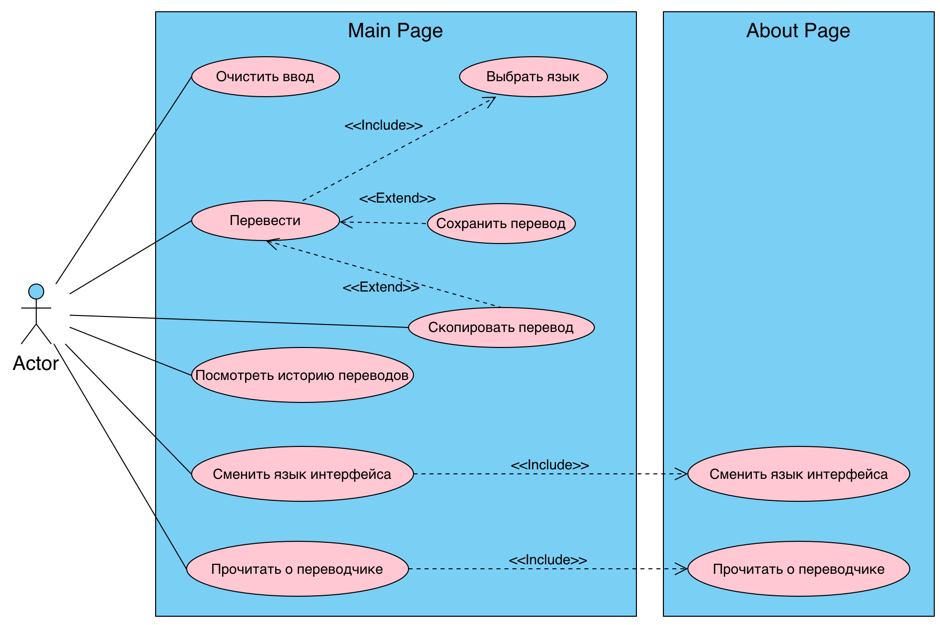 Main Page
About Page
Очистить ввод
Выбрать язык
<<Include>>
<<Extend>>
Перевести
Сохранить перевод
<<Extend>>
Скопировать перевод
Actor
Посмотреть историю переводов
<<Include>>
Сменить язык интерфейса
Сменить язык интерфейса
<<Include>>
Прочитать о переводчике
Прочитать о переводчике